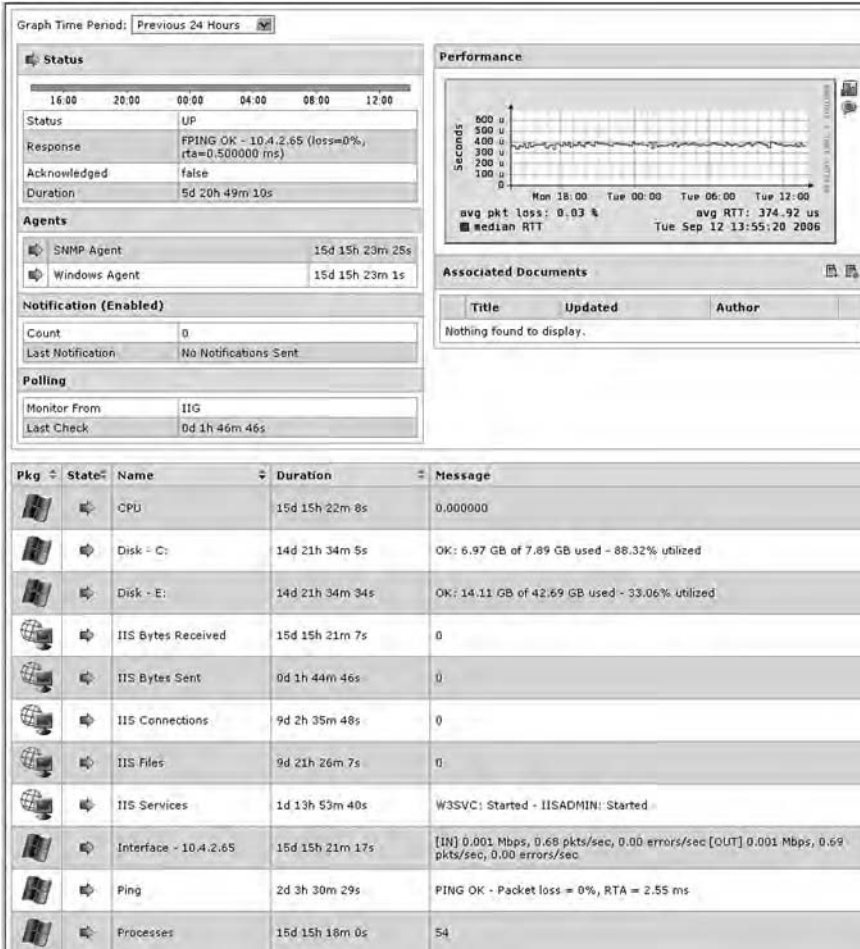 Graph Time Period: Previous 24 Hours
Status
16:00 20:00 00:00 04:00 08:00 12:00
Status UP
Response FPING OK - 10.4.2.65 (loss=0%,
rta=0.500000 ms)
Acknowledged false
Duration 5d 20h 49m 10s
Agents
SNMP Agent 15d 15h 23m 25s
Windows Agent 15d 15h 23m 1s
Notification (Enabled)
Count 0
Last Notification No Notifications Sent
Polling
Monitor From IIG
Last Check 0d 1h 46m 46s
Performance
Seconds
600 u
500 u
400 u
300 u
200 u
100 u
0
Mon 18:00 Tue 00:00 Tue 06:00 Tue 12:00
avg pkt loss: 0.03 % avg RTT: 374.92 us
median RTT Tue Sep 12 13:55:20 2006
Associated Documents
Title Updated Author
Nothing found to display.
Pkg State Name Duration Message
CPU 15d 15h 22m 8s 0.000000
Disk - C: 14d 21h 34m 5s OK: 6.97 GB of 7.89 GB used - 88.32% utilized
Disk - E: 14d 21h 34m 34s OK: 14.11 GB of 42.69 GB used - 33.06% utilized
IIS Bytes Received 15d 15h 21m 7s 0
IIS Bytes Sent 0d 1h 44m 46s 0
IIS Connections 9d 2h 35m 48s 0
IIS Files 9d 21h 26m 7s 0
IIS Services 1d 13h 53m 40s W3SVC: Started - IISADMIN: Started
Interface - 10.4.2.65 15d 15h 21m 17s [IN] 0.001 Mbps, 0.68 pkts/sec, 0.00 errors/sec [OUT] 0.001 Mbps, 0.69
pkts/sec, 0.00 errors/sec
Ping 2d 3h 30m 29s PING OK - Packet loss = 0%, RTA = 2.55 ms
Processes 15d 15h 18m 0s 54